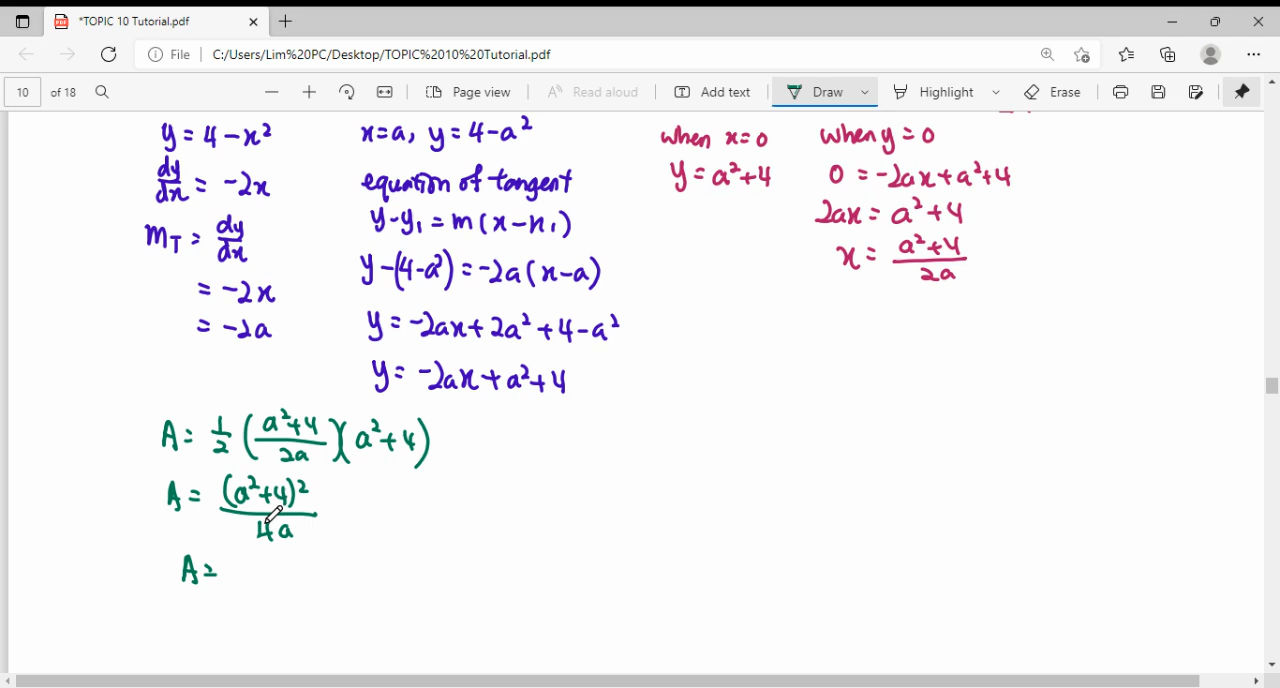 *TOPIC 10 Tutorial.pdf
File C:/Users/Lim%20PC/Desktop/TOPIC%2010%20Tutorial.pdf
10 of 18 Page view Read aloud Add text Draw Highlight Erase
y = 4 - x²
dy/dx = -2x
m_T = dy/dx
= -2x
= -2a
x=a, y = 4-a²
equation of tangent
y-y₁ = m(x-x₁)
y-(4-a²) = -2a(x-a)
y = -2ax+2a²+4-a²
y = -2ax+a²+4
when x=0
y = a²+4
when y=0
0 = -2ax+a²+4
2ax = a²+4
x = (a²+4)/2a
A = 1/2 ((a²+4)/2a)(a²+4)
A = (a²+4)²/4a
A =